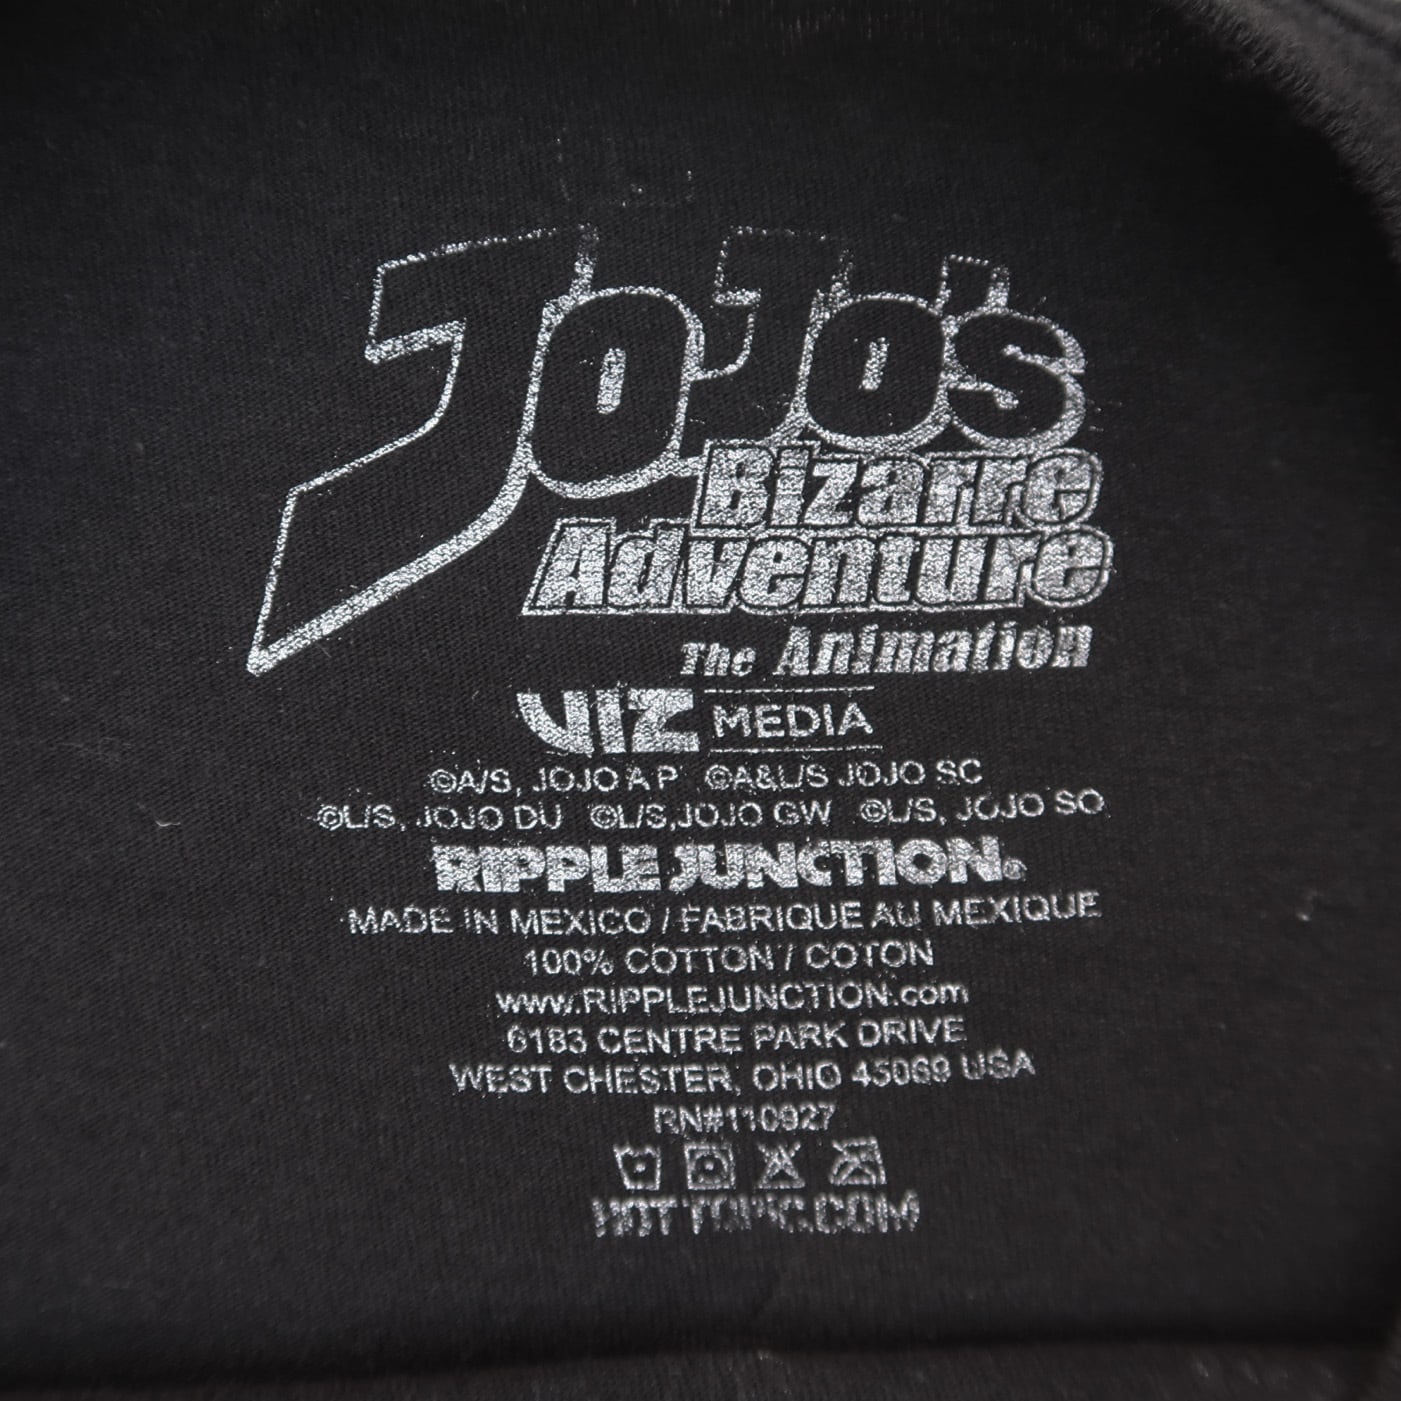 JoJo's
Bizarre
Adventure
The Animation
VIZ MEDIA
©A/S, JOJO A P ©A&L/S JOJO SC
©L/S, JOJO DU ©L/S,JOJO GW ©L/S, JOJO SO
RIPPLE JUNCTION®
MADE IN MEXICO / FABRIQUE AU MEXIQUE
100% COTTON / COTON
www.RIPPLEJUNCTION.com
6183 CENTRE PARK DRIVE
WEST CHESTER, OHIO 45069 USA
RN#110927
HOTTOPIC.COM